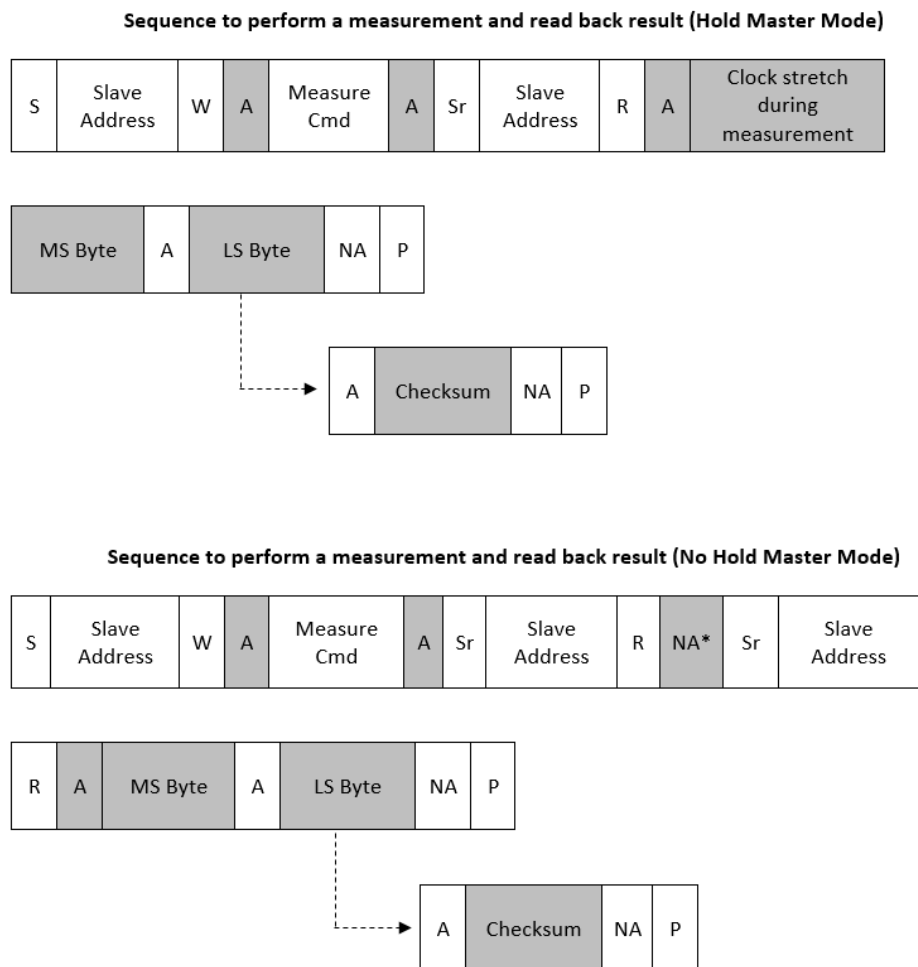 Sequence to perform a measurement and read back result (Hold Master Mode)
S Slave Address W A Measure Cmd A Sr Slave Address R A Clock stretch during measurement
MS Byte A LS Byte NA P
A Checksum NA P
Sequence to perform a measurement and read back result (No Hold Master Mode)
S Slave Address W A Measure Cmd A Sr Slave Address R NA* Sr Slave Address
R A MS Byte A LS Byte NA P
A Checksum NA P